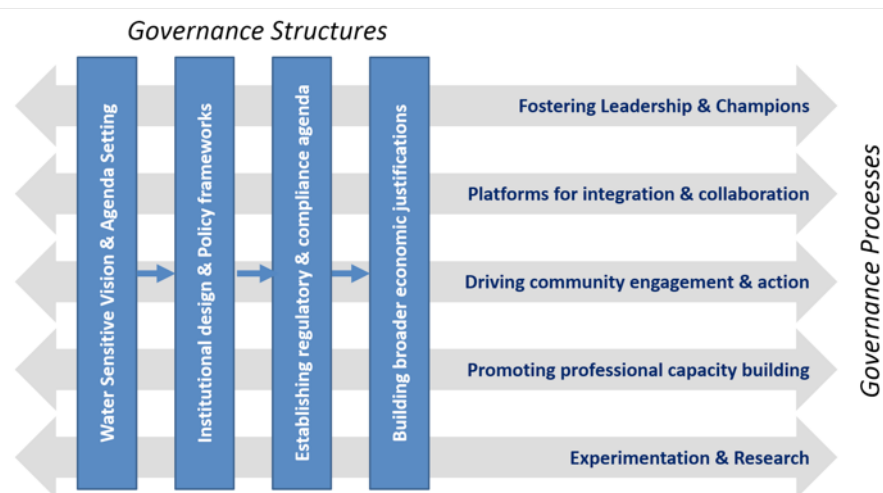 Governance Structures
Water Sensitive Vision & Agenda Setting
Institutional design & Policy frameworks
Establishing regulatory & compliance agenda
Building broader economic justifications
Fostering Leadership & Champions
Platforms for integration & collaboration
Driving community engagement & action
Promoting professional capacity building
Experimentation & Research
Governance Processes